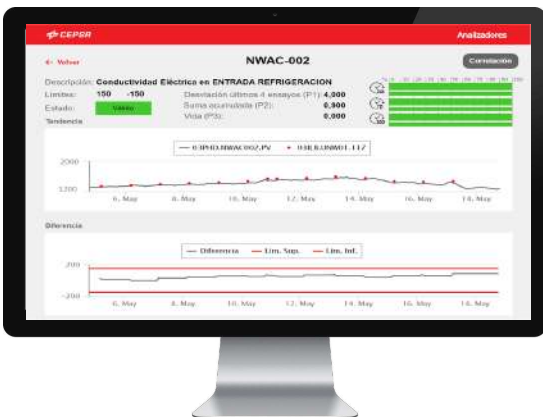 CEPSA
Analizadores
Volver
NWAC-002
Correlación
Descripción: Conductividad Eléctrica en ENTRADA REFRIGERACION
Límites: 150 -150
Desviación últimos 4 ensayos (P1): 4,000
Estado: Válido
Suma acumulada (P2): 0,900
Tendencia
Vida (P3): 0,000
2000
1200
6. May 8. May 10. May 12. May 14. May 16. May 18. May
Diferencia
Diferencia Lím. Sup. Lím. Inf.
200
-200
6. May 8. May 10. May 12. May 14. May 16. May 18. May